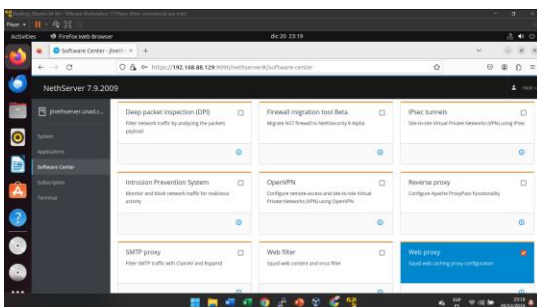 Player
Activities
Firefox Web Browser
dic 20 23:19
Software Center -
https://192.168.88.129:9090/nethserver#/software-center
NethServer 7.9.2009
root
System
Applications
Software Center
Subscription
Terminal
Deep packet inspection (DPI)
Filter network traffic by analyzing the packets
payload
Firewall migration tool Beta
Migrate NS7 firewall to NethSecurity 8 Alpha
IPsec tunnels
Site-to-site Virtual Private Networks (VPN) using IPsec
Intrusion Prevention System
Monitor and block network traffic for malicious
activity
OpenVPN
Configure remote access and site-to-site Virtual
Private Networks (VPN) using OpenVPN
Reverse proxy
Configure Apache ProxyPass functionality
SMTP proxy
Filter SMTP traffic with ClamAV and Rspamd
Web filter
Squid web content and virus filter
Web proxy
Squid web caching proxy configuration
23:19